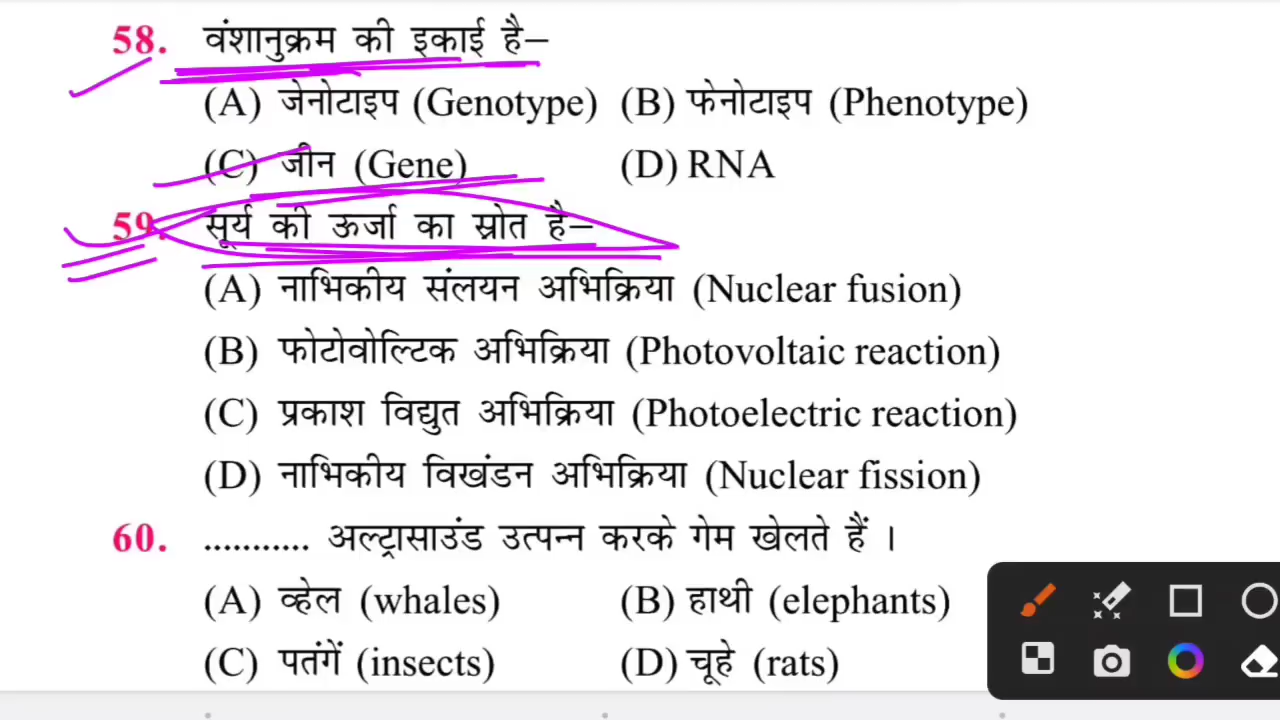 58. वंशानुक्रम की इकाई है–
(A) जेनोटाइप (Genotype) (B) फेनोटाइप (Phenotype)
(C) जीन (Gene) (D) RNA
59. सूर्य की ऊर्जा का स्रोत है–
(A) नाभिकीय संलयन अभिक्रिया (Nuclear fusion)
(B) फोटोवोल्टिक अभिक्रिया (Photovoltaic reaction)
(C) प्रकाश विद्युत अभिक्रिया (Photoelectric reaction)
(D) नाभिकीय विखंडन अभिक्रिया (Nuclear fission)
60. ........... अल्ट्रासाउंड उत्पन्न करके गेम खेलते हैं ।
(A) व्हेल (whales) (B) हाथी (elephants)
(C) पतंगें (insects) (D) चूहे (rats)